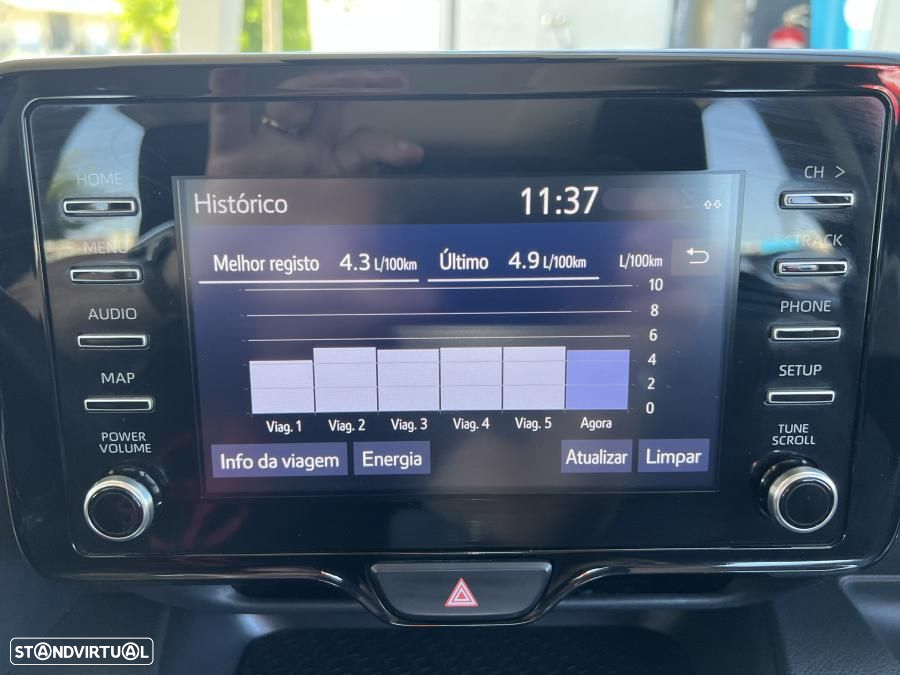 HOME
MENU
AUDIO
MAP
POWER
VOLUME
Histórico 11:37
Melhor registo 4.3 L/100km Último 4.9 L/100km L/100km
10
8
6
4
2
0
Viag. 1 Viag. 2 Viag. 3 Viag. 4 Viag. 5 Agora
Info da viagem Energia Atualizar Limpar
CH >
< TRACK
PHONE
SETUP
TUNE
SCROLL
STANDVIRTUAL